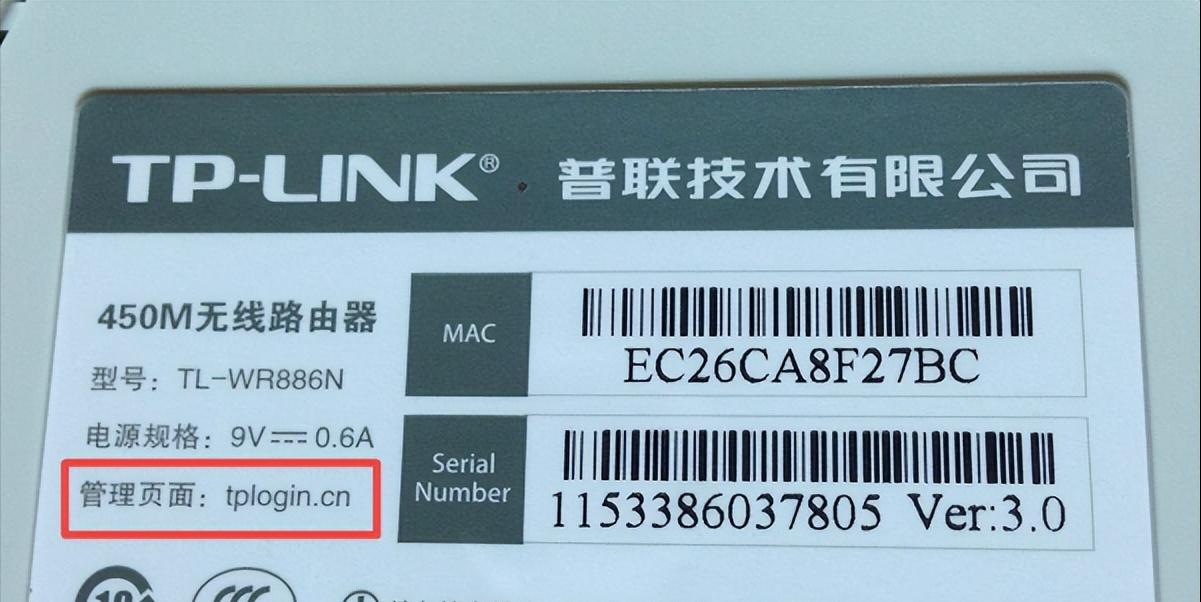 TP-LINK® 普联技术有限公司
450M无线路由器
型号：TL-WR886N
电源规格：9V⎓0.6A
管理页面：tplogin.cn
MAC
EC26CA8F27BC
Serial Number
1153386037805 Ver:3.0
10
CCC